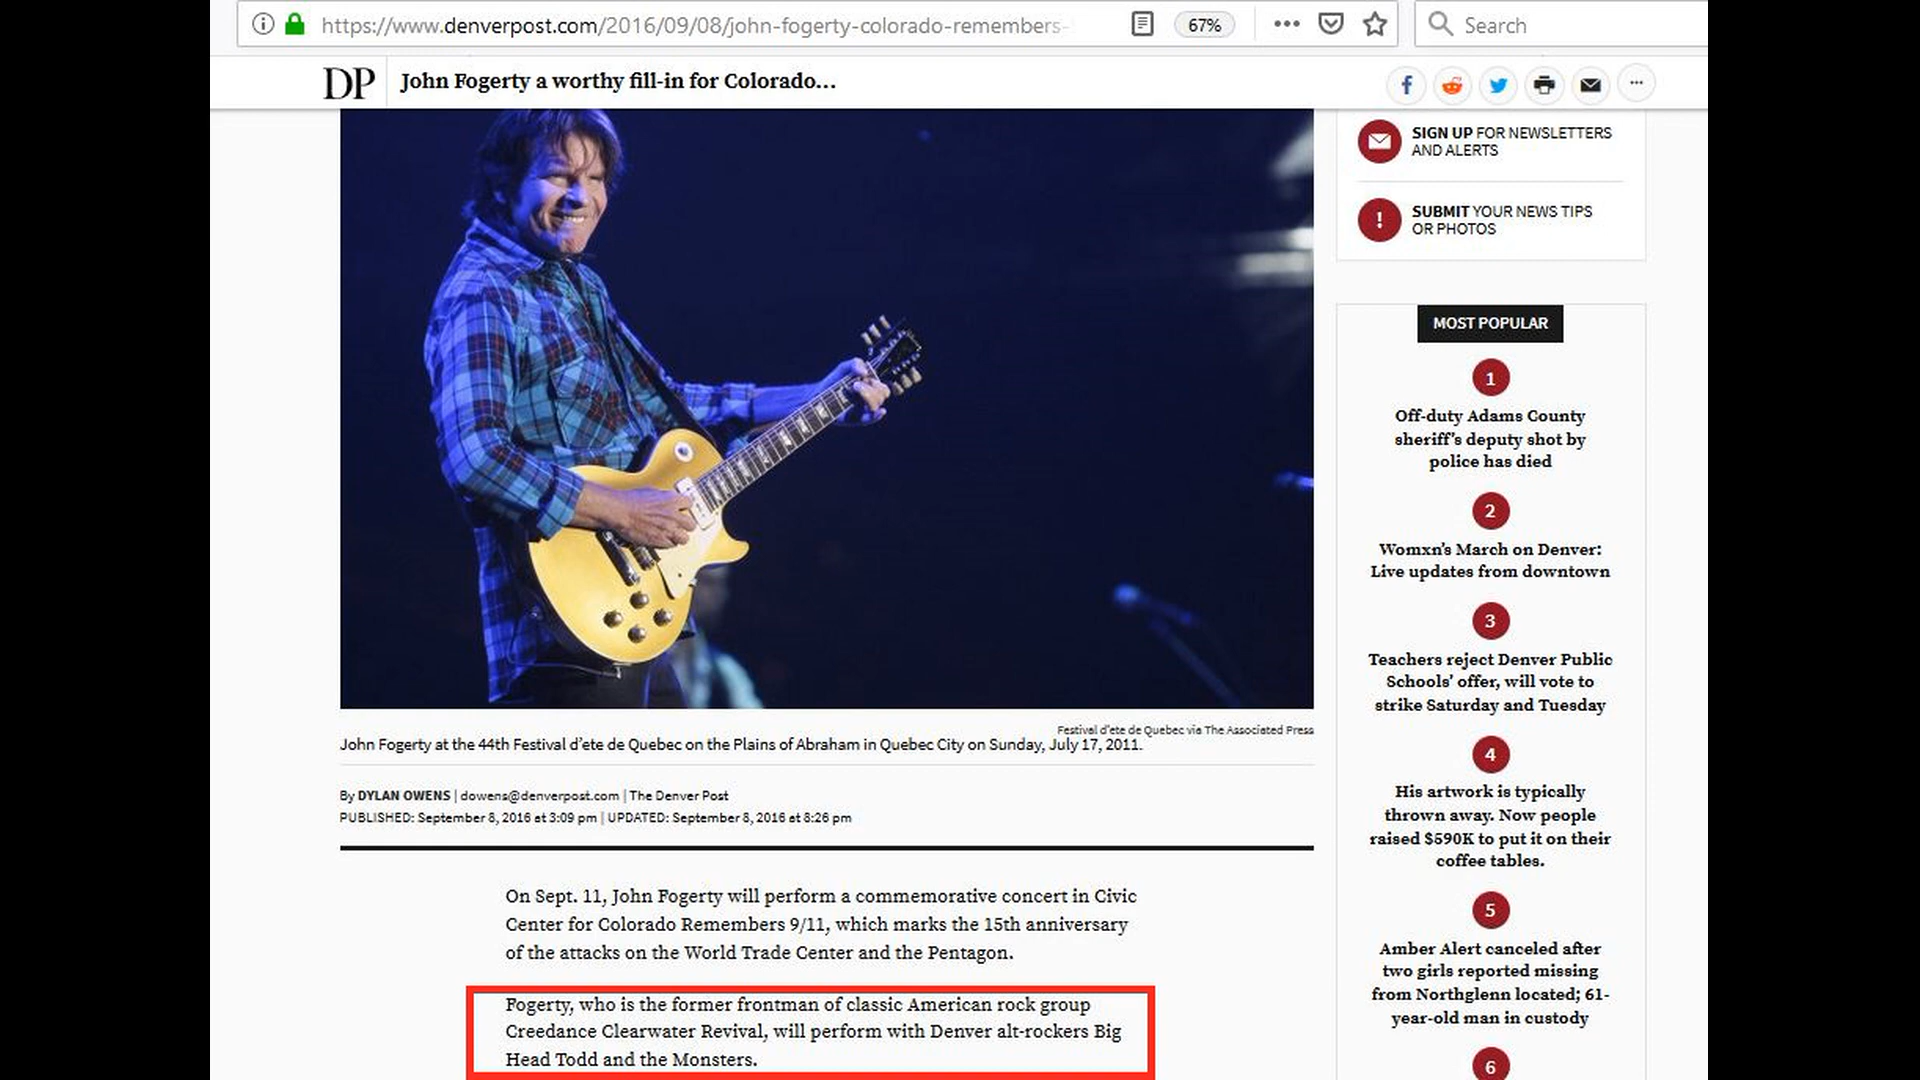 https://www.denverpost.com/2016/09/08/john-fogerty-colorado-remembers-
67%
Search
DP
John Fogerty a worthy fill-in for Colorado...
SIGN UP FOR NEWSLETTERS
AND ALERTS
SUBMIT YOUR NEWS TIPS
OR PHOTOS
Festival d'ete de Quebec via The Associated Press
John Fogerty at the 44th Festival d'ete de Quebec on the Plains of Abraham in Quebec City on Sunday, July 17, 2011.
By DYLAN OWENS | dowens@denverpost.com | The Denver Post
PUBLISHED: September 8, 2016 at 3:09 pm | UPDATED: September 8, 2016 at 8:26 pm
On Sept. 11, John Fogerty will perform a commemorative concert in Civic
Center for Colorado Remembers 9/11, which marks the 15th anniversary
of the attacks on the World Trade Center and the Pentagon.
Fogerty, who is the former frontman of classic American rock group
Creedance Clearwater Revival, will perform with Denver alt-rockers Big
Head Todd and the Monsters.
MOST POPULAR
1
Off-duty Adams County
sheriff's deputy shot by
police has died
2
Womxn's March on Denver:
Live updates from downtown
3
Teachers reject Denver Public
Schools' offer, will vote to
strike Saturday and Tuesday
4
His artwork is typically
thrown away. Now people
raised $590K to put it on their
coffee tables.
5
Amber Alert canceled after
two girls reported missing
from Northglenn located; 61-
year-old man in custody
6